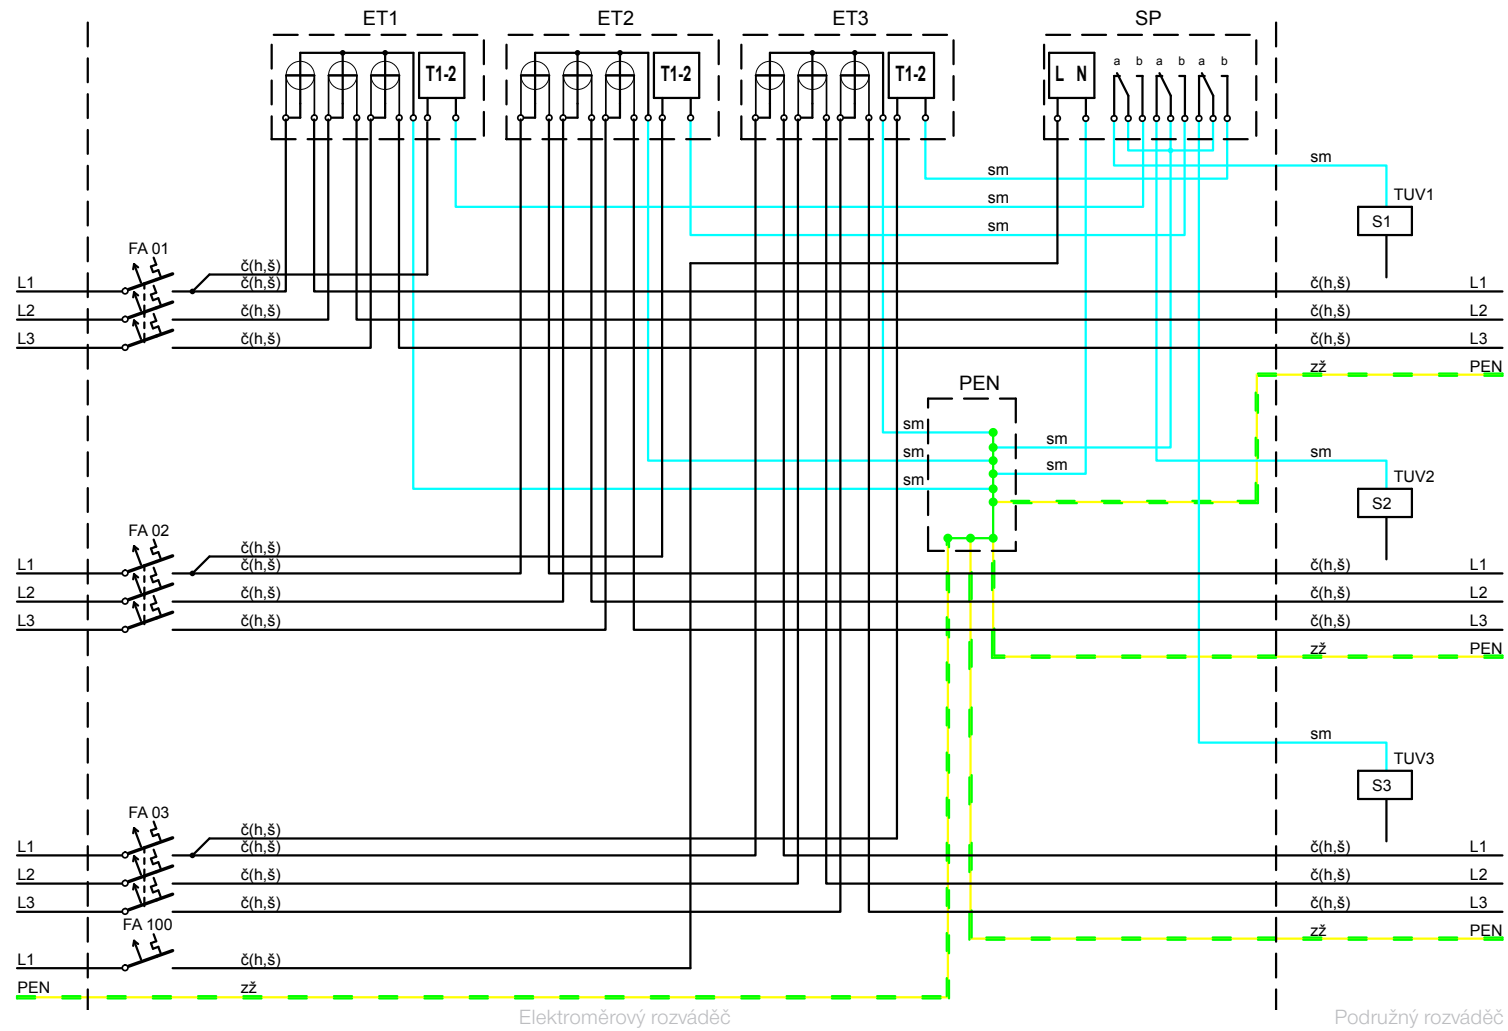 ET1 ET2 ET3 SP
T1-2 T1-2 T1-2 L N a b a b a b
sm sm
sm TUV1
S1
sm
FA 01
č(h,š)
L1 č(h,š) č(h,š) L1
L2 č(h,š) č(h,š) L2
L3 č(h,š) č(h,š) L3
zž PEN
PEN
sm
sm
sm sm
TUV2
sm
S2
FA 02
č(h,š)
L1 č(h,š) č(h,š) L1
L2 č(h,š) č(h,š) L2
L3 č(h,š) č(h,š) L3
zž PEN
sm
TUV3
S3
FA 03
č(h,š)
L1 č(h,š) č(h,š) L1
L2 č(h,š) č(h,š) L2
L3 č(h,š) č(h,š) L3
FA 100
zž PEN
L1 č(h,š)
PEN zž
Elektroměrový rozváděč Podružný rozváděč